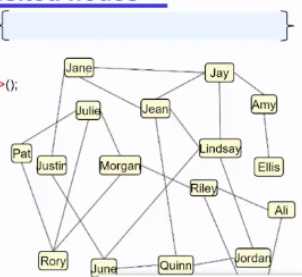 >();
Jane
Jay
Julie
Jean
Amy
Pat
Justin
Morgan
Lindsay
Ellis
Riley
Ali
Rory
June
Quinn
Jordan